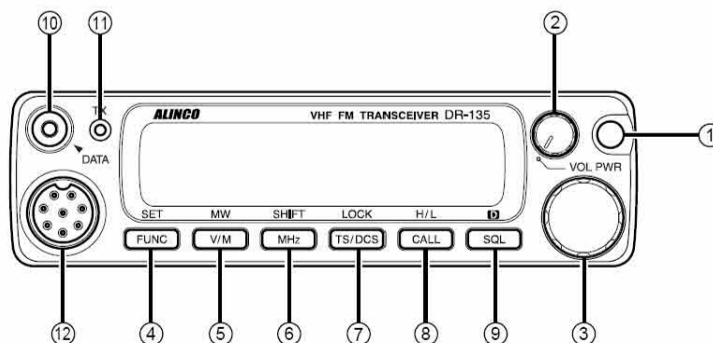 ⑩ ⑪ ②
TX
ALINCO VHF FM TRANSCEIVER DR-135
①
DATA
VOL PWR
SET MW SHIFT LOCK H/L D
FUNC V/M MHz TS/DCS CALL SQL
⑫ ④ ⑤ ⑥ ⑦ ⑧ ⑨ ③